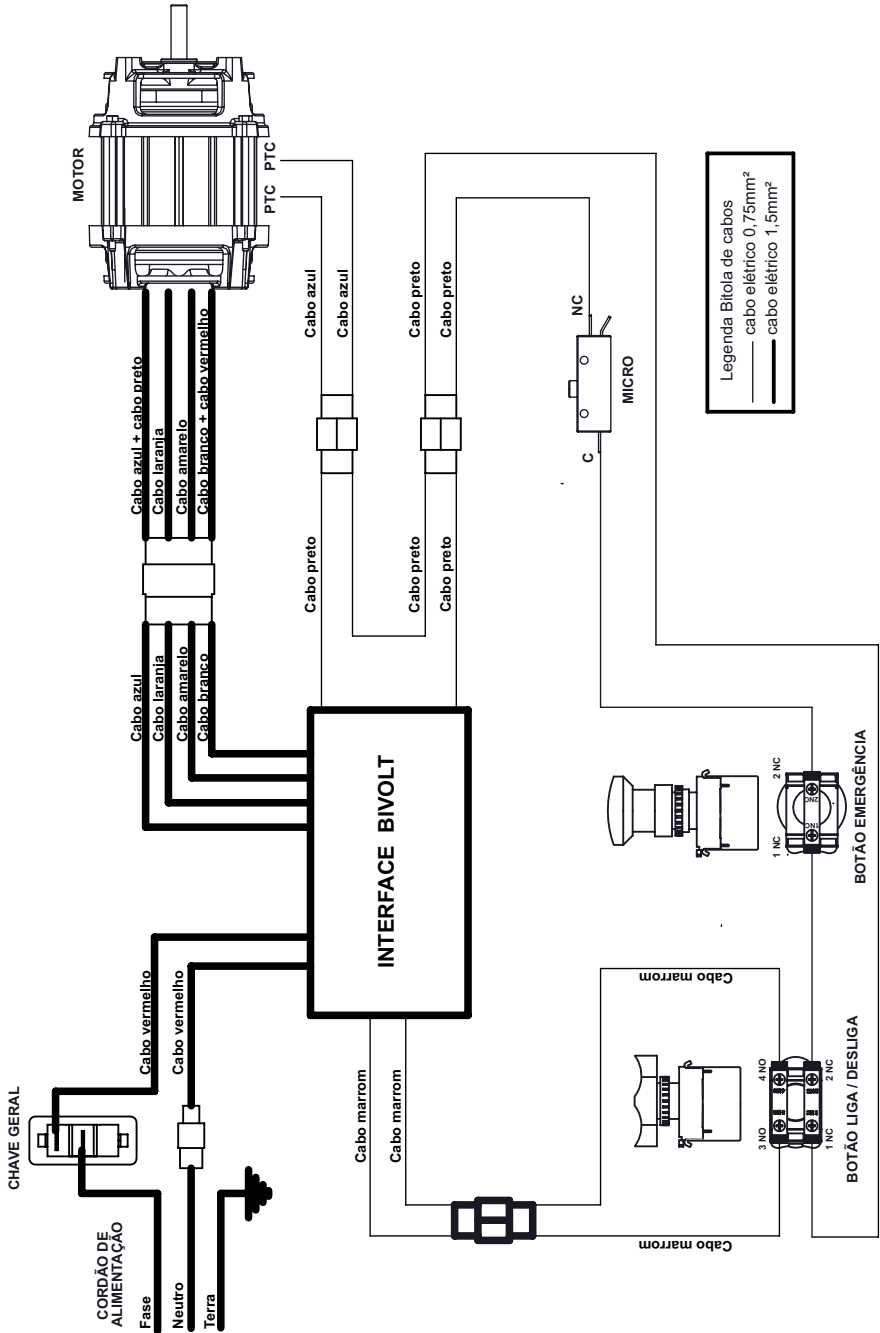 MOTOR
PTC
PTC
Cabo azul + cabo preto
Cabo laranja
Cabo amarelo
Cabo branco + cabo vermelho
Cabo azul
Cabo laranja
Cabo amarelo
Cabo branco
Cabo azul
Cabo azul
Cabo preto
Cabo preto
Cabo preto
Cabo preto
Cabo preto
NC
C
MICRO
Legenda Bitola de cabos
cabo elétrico 0,75mm²
cabo elétrico 1,5mm²
INTERFACE BIVOLT
CHAVE GERAL
CORDÃO DE
ALIMENTAÇÃO
Fase
Neutro
Terra
Cabo vermelho
Cabo vermelho
Cabo marrom
Cabo marrom
Cabo marrom
Cabo marrom
1 NC
2 NC
1NC
2NC
BOTÃO EMERGÊNCIA
3 NO
4 NO
1 NC
2 NC
BOTÃO LIGA / DESLIGA